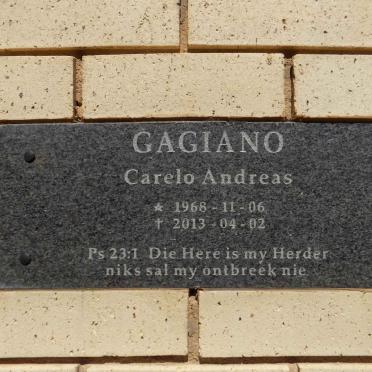 GAGIANO
Carelo Andreas
* 1968 - 11 - 06
† 2013 - 04 - 02
Ps 23:1 Die Here is my Herder
niks sal my ontbreek nie